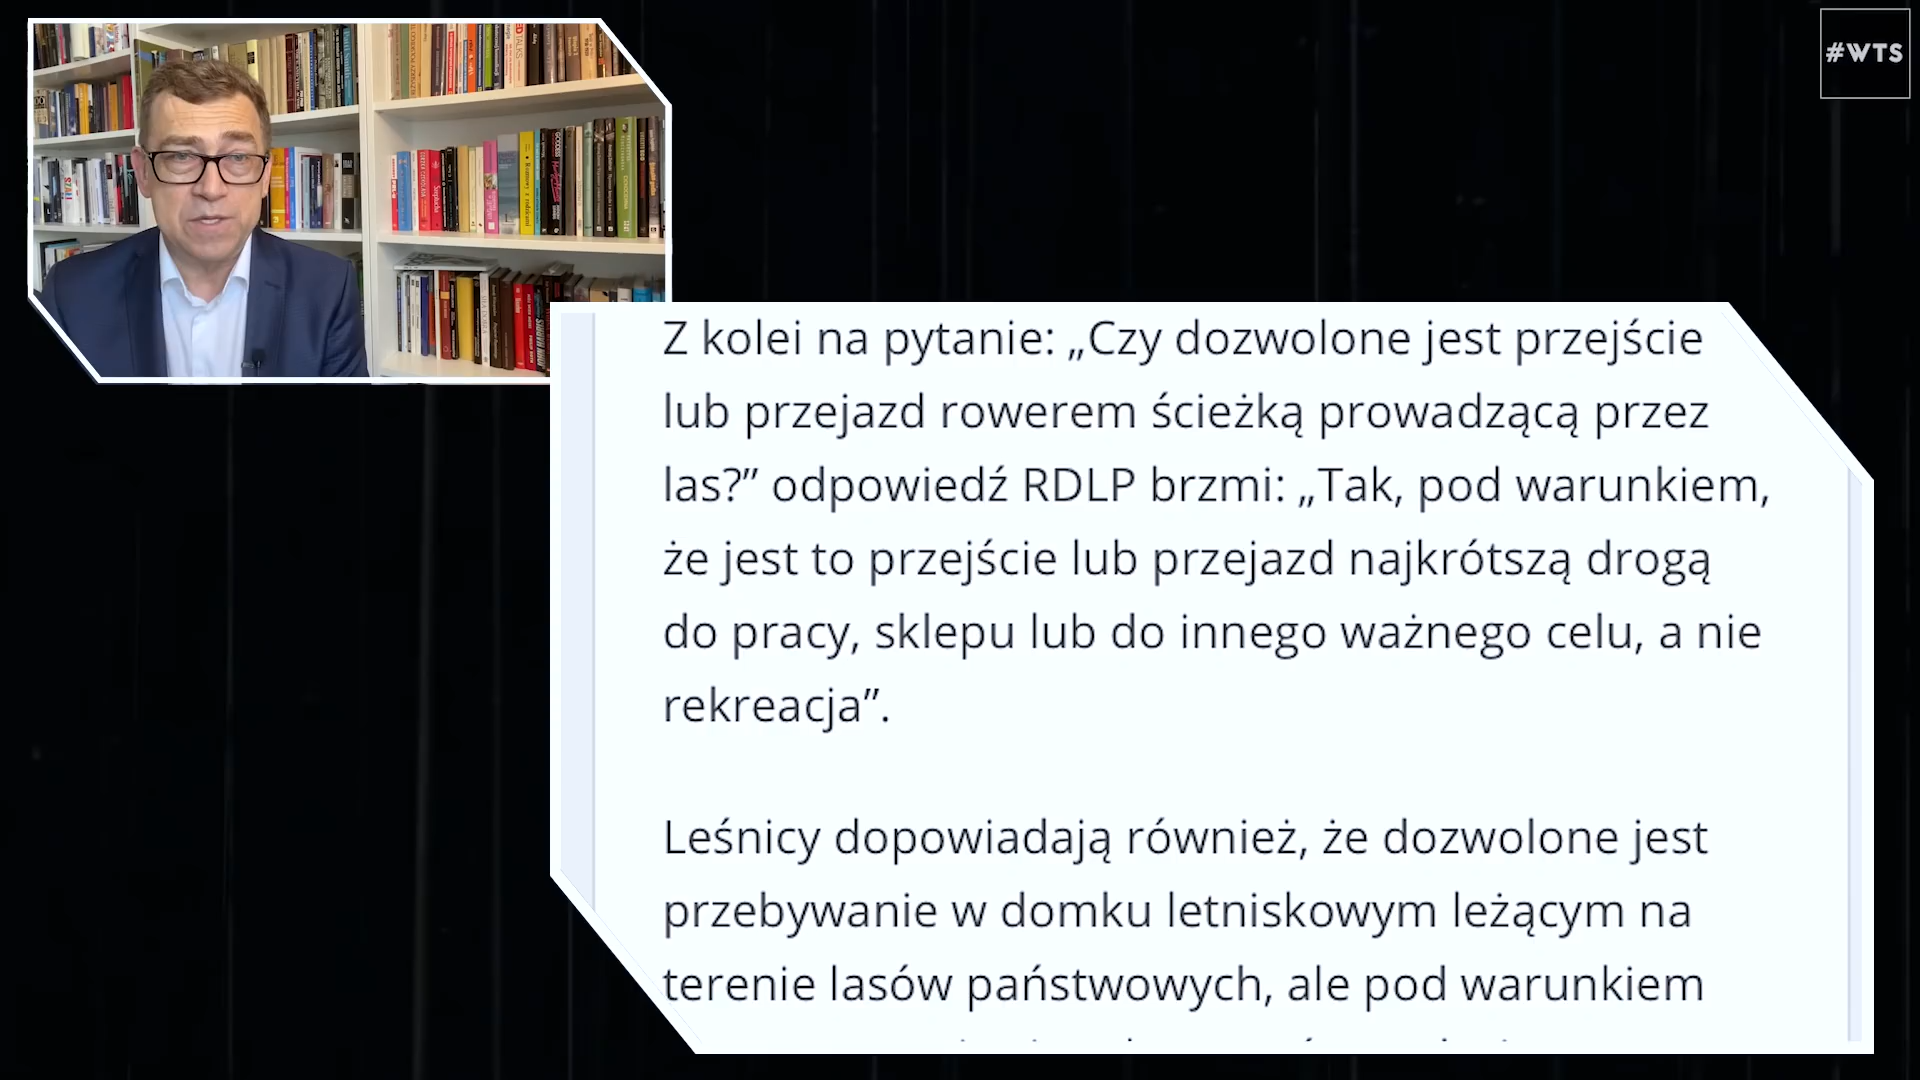 #WTS
Z kolei na pytanie: „Czy dozwolone jest przejście
lub przejazd rowerem ścieżką prowadzącą przez
las?” odpowiedź RDLP brzmi: „Tak, pod warunkiem,
że jest to przejście lub przejazd najkrótszą drogą
do pracy, sklepu lub do innego ważnego celu, a nie
rekreacja”.
Leśnicy dopowiadają również, że dozwolone jest
przebywanie w domku letniskowym leżącym na
terenie lasów państwowych, ale pod warunkiem